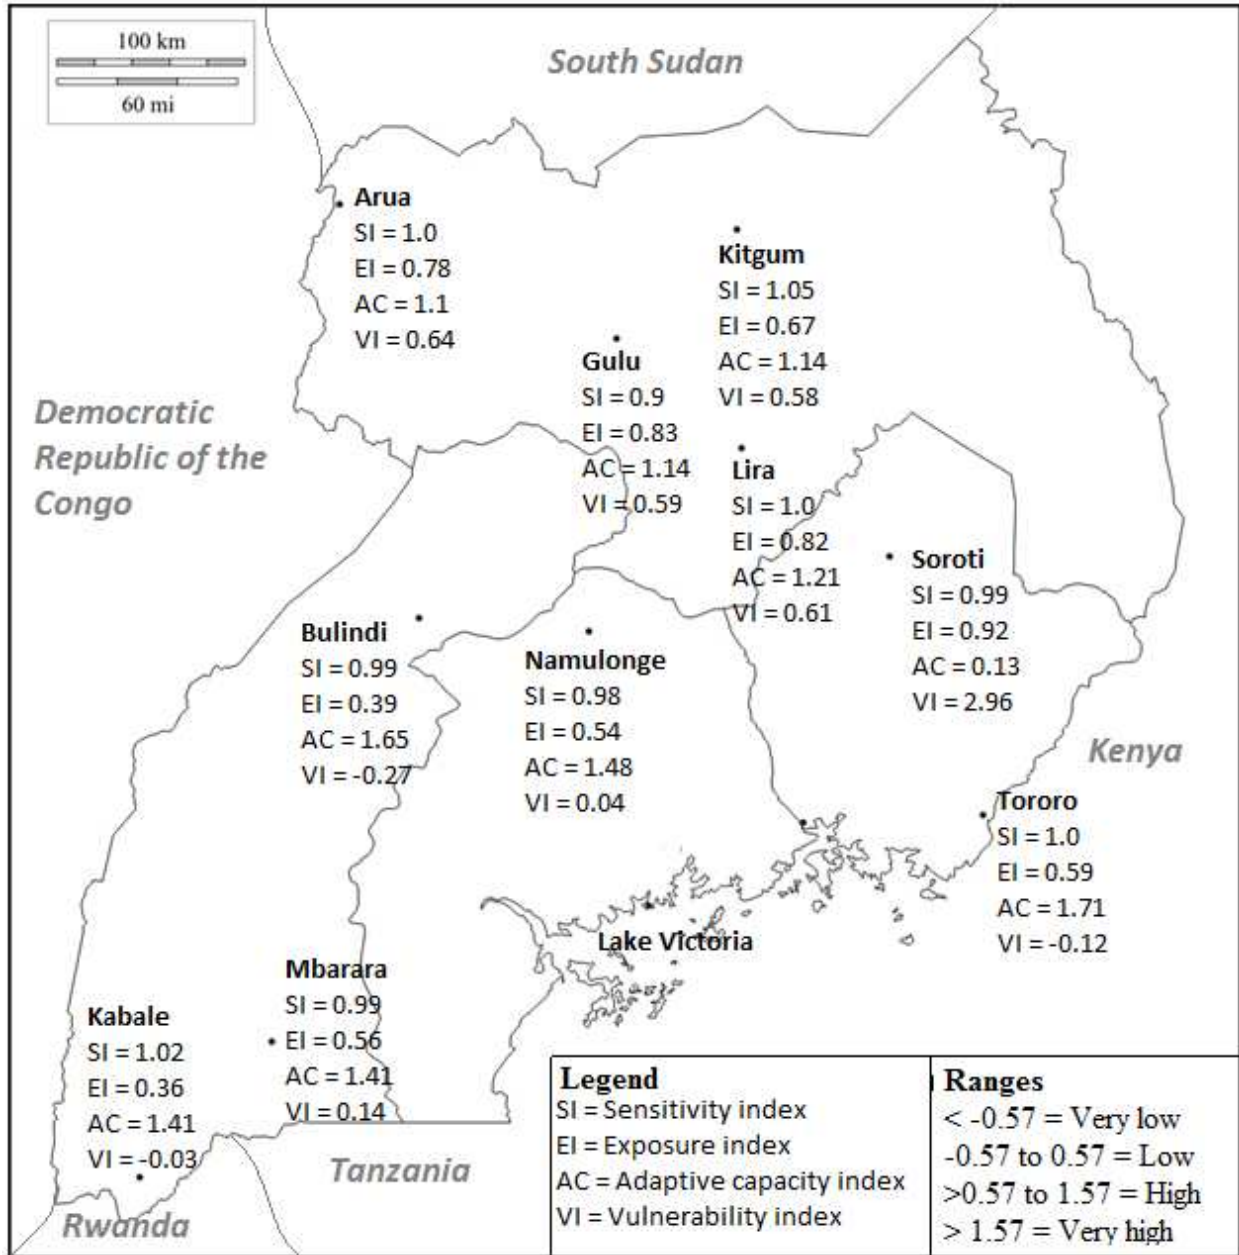 100 km
60 mi
South Sudan
Arua
SI = 1.0
EI = 0.78
AC = 1.1
VI = 0.64
Kitgum
SI = 1.05
EI = 0.67
AC = 1.14
VI = 0.58
Gulu
SI = 0.9
EI = 0.83
AC = 1.14
VI = 0.59
Democratic
Republic of the
Congo
Lira
SI = 1.0
EI = 0.82
AC = 1.21
VI = 0.61
Soroti
SI = 0.99
EI = 0.92
AC = 0.13
VI = 2.96
Bulindi
SI = 0.99
EI = 0.39
AC = 1.65
VI = -0.27
Namulonge
SI = 0.98
EI = 0.54
AC = 1.48
VI = 0.04
Kenya
Tororo
SI = 1.0
EI = 0.59
AC = 1.71
VI = -0.12
Lake Victoria
Mbarara
SI = 0.99
EI = 0.56
AC = 1.41
VI = 0.14
Kabale
SI = 1.02
EI = 0.36
AC = 1.41
VI = -0.03
Tanzania
Rwanda
Legend
SI = Sensitivity index
EI = Exposure index
AC = Adaptive capacity index
VI = Vulnerability index
Ranges
< -0.57 = Very low
-0.57 to 0.57 = Low
>0.57 to 1.57 = High
> 1.57 = Very high